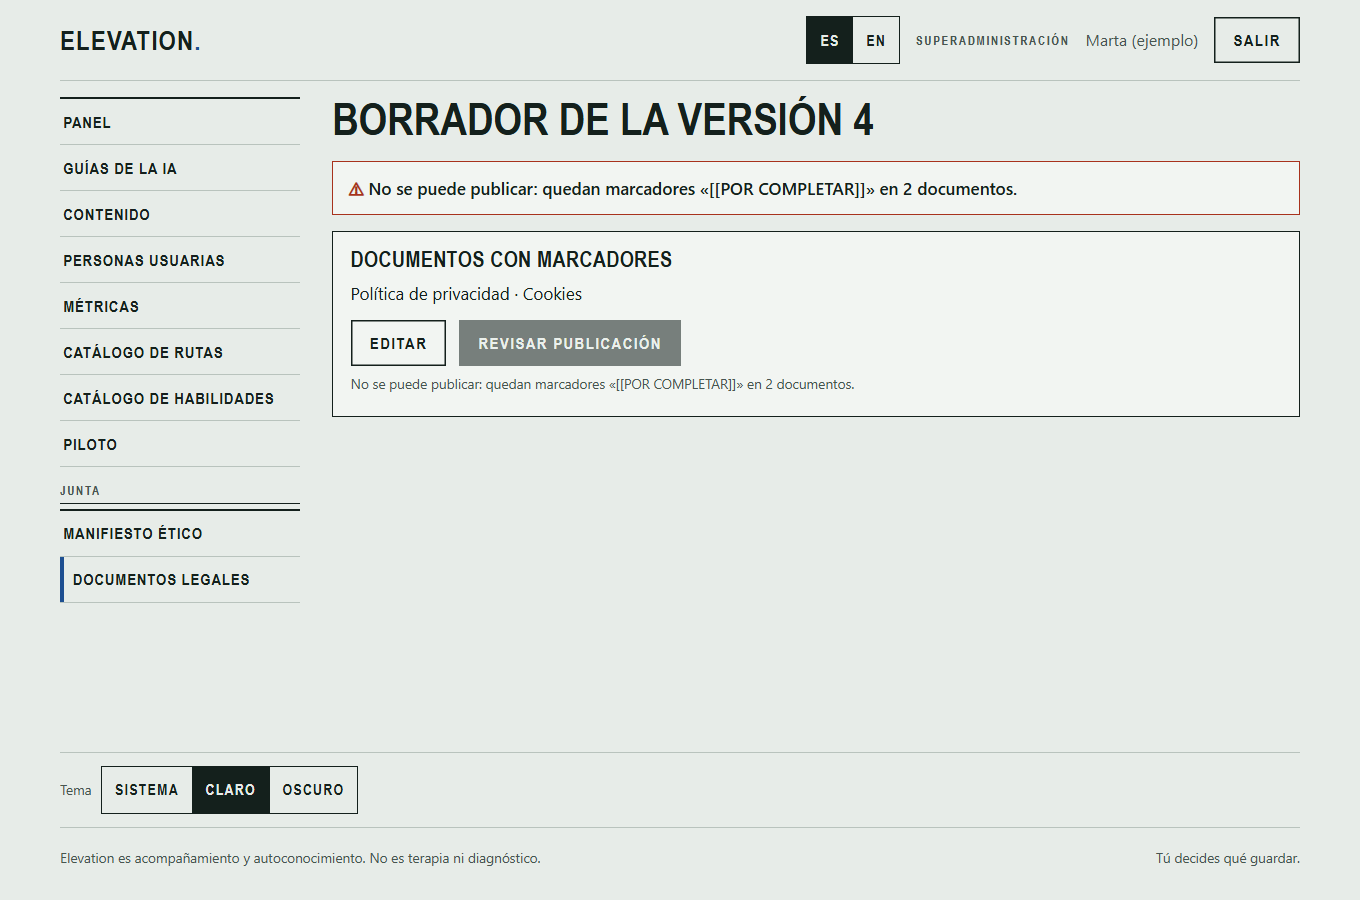 ELEVATION.
ES EN SUPERADMINISTRACIÓN Marta (ejemplo) SALIR
PANEL
GUÍAS DE LA IA
CONTENIDO
PERSONAS USUARIAS
MÉTRICAS
CATÁLOGO DE RUTAS
CATÁLOGO DE HABILIDADES
PILOTO
JUNTA
MANIFIESTO ÉTICO
DOCUMENTOS LEGALES
BORRADOR DE LA VERSIÓN 4
⚠ No se puede publicar: quedan marcadores «[[POR COMPLETAR]]» en 2 documentos.
DOCUMENTOS CON MARCADORES
Política de privacidad · Cookies
EDITAR REVISAR PUBLICACIÓN
No se puede publicar: quedan marcadores «[[POR COMPLETAR]]» en 2 documentos.
Tema SISTEMA CLARO OSCURO
Elevation es acompañamiento y autoconocimiento. No es terapia ni diagnóstico.
Tú decides qué guardar.